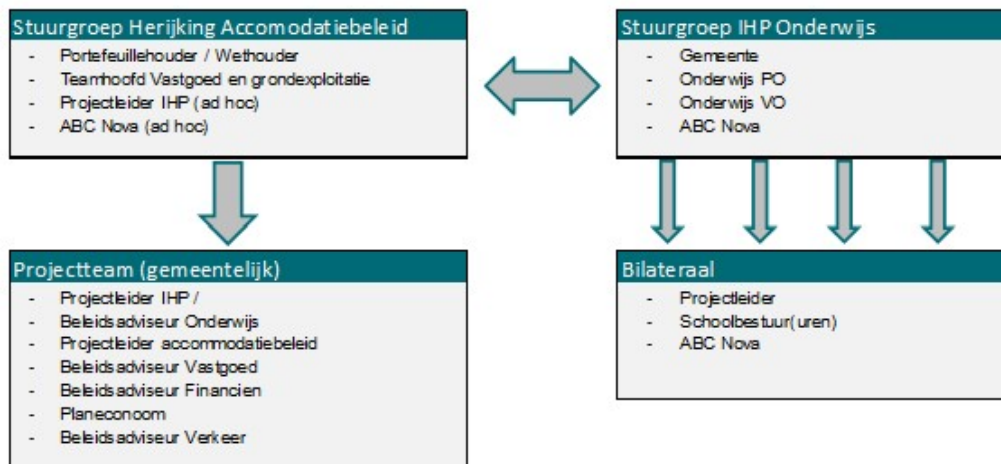 Stuurgroep Herijking Accomodatiebeleid
- Portefeuillehouder / Wethouder
- Teamhoofd Vastgoed en grondexploitatie
- Projectleider IHP (ad hoc)
- ABC Nova (ad hoc)
Stuurgroep IHP Onderwijs
- Gemeente
- Onderwijs PO
- Onderwijs VO
- ABC Nova
Projectteam (gemeentelijk)
- Projectleider IHP /
- Beleidsadviseur Onderwijs
- Projectleider accommodatiebeleid
- Beleidsadviseur Vastgoed
- Beleidsadviseur Financien
- Planeconoom
- Beleidsadviseur Verkeer
Bilateraal
- Projectleider
- Schoolbestuur(uren)
- ABC Nova